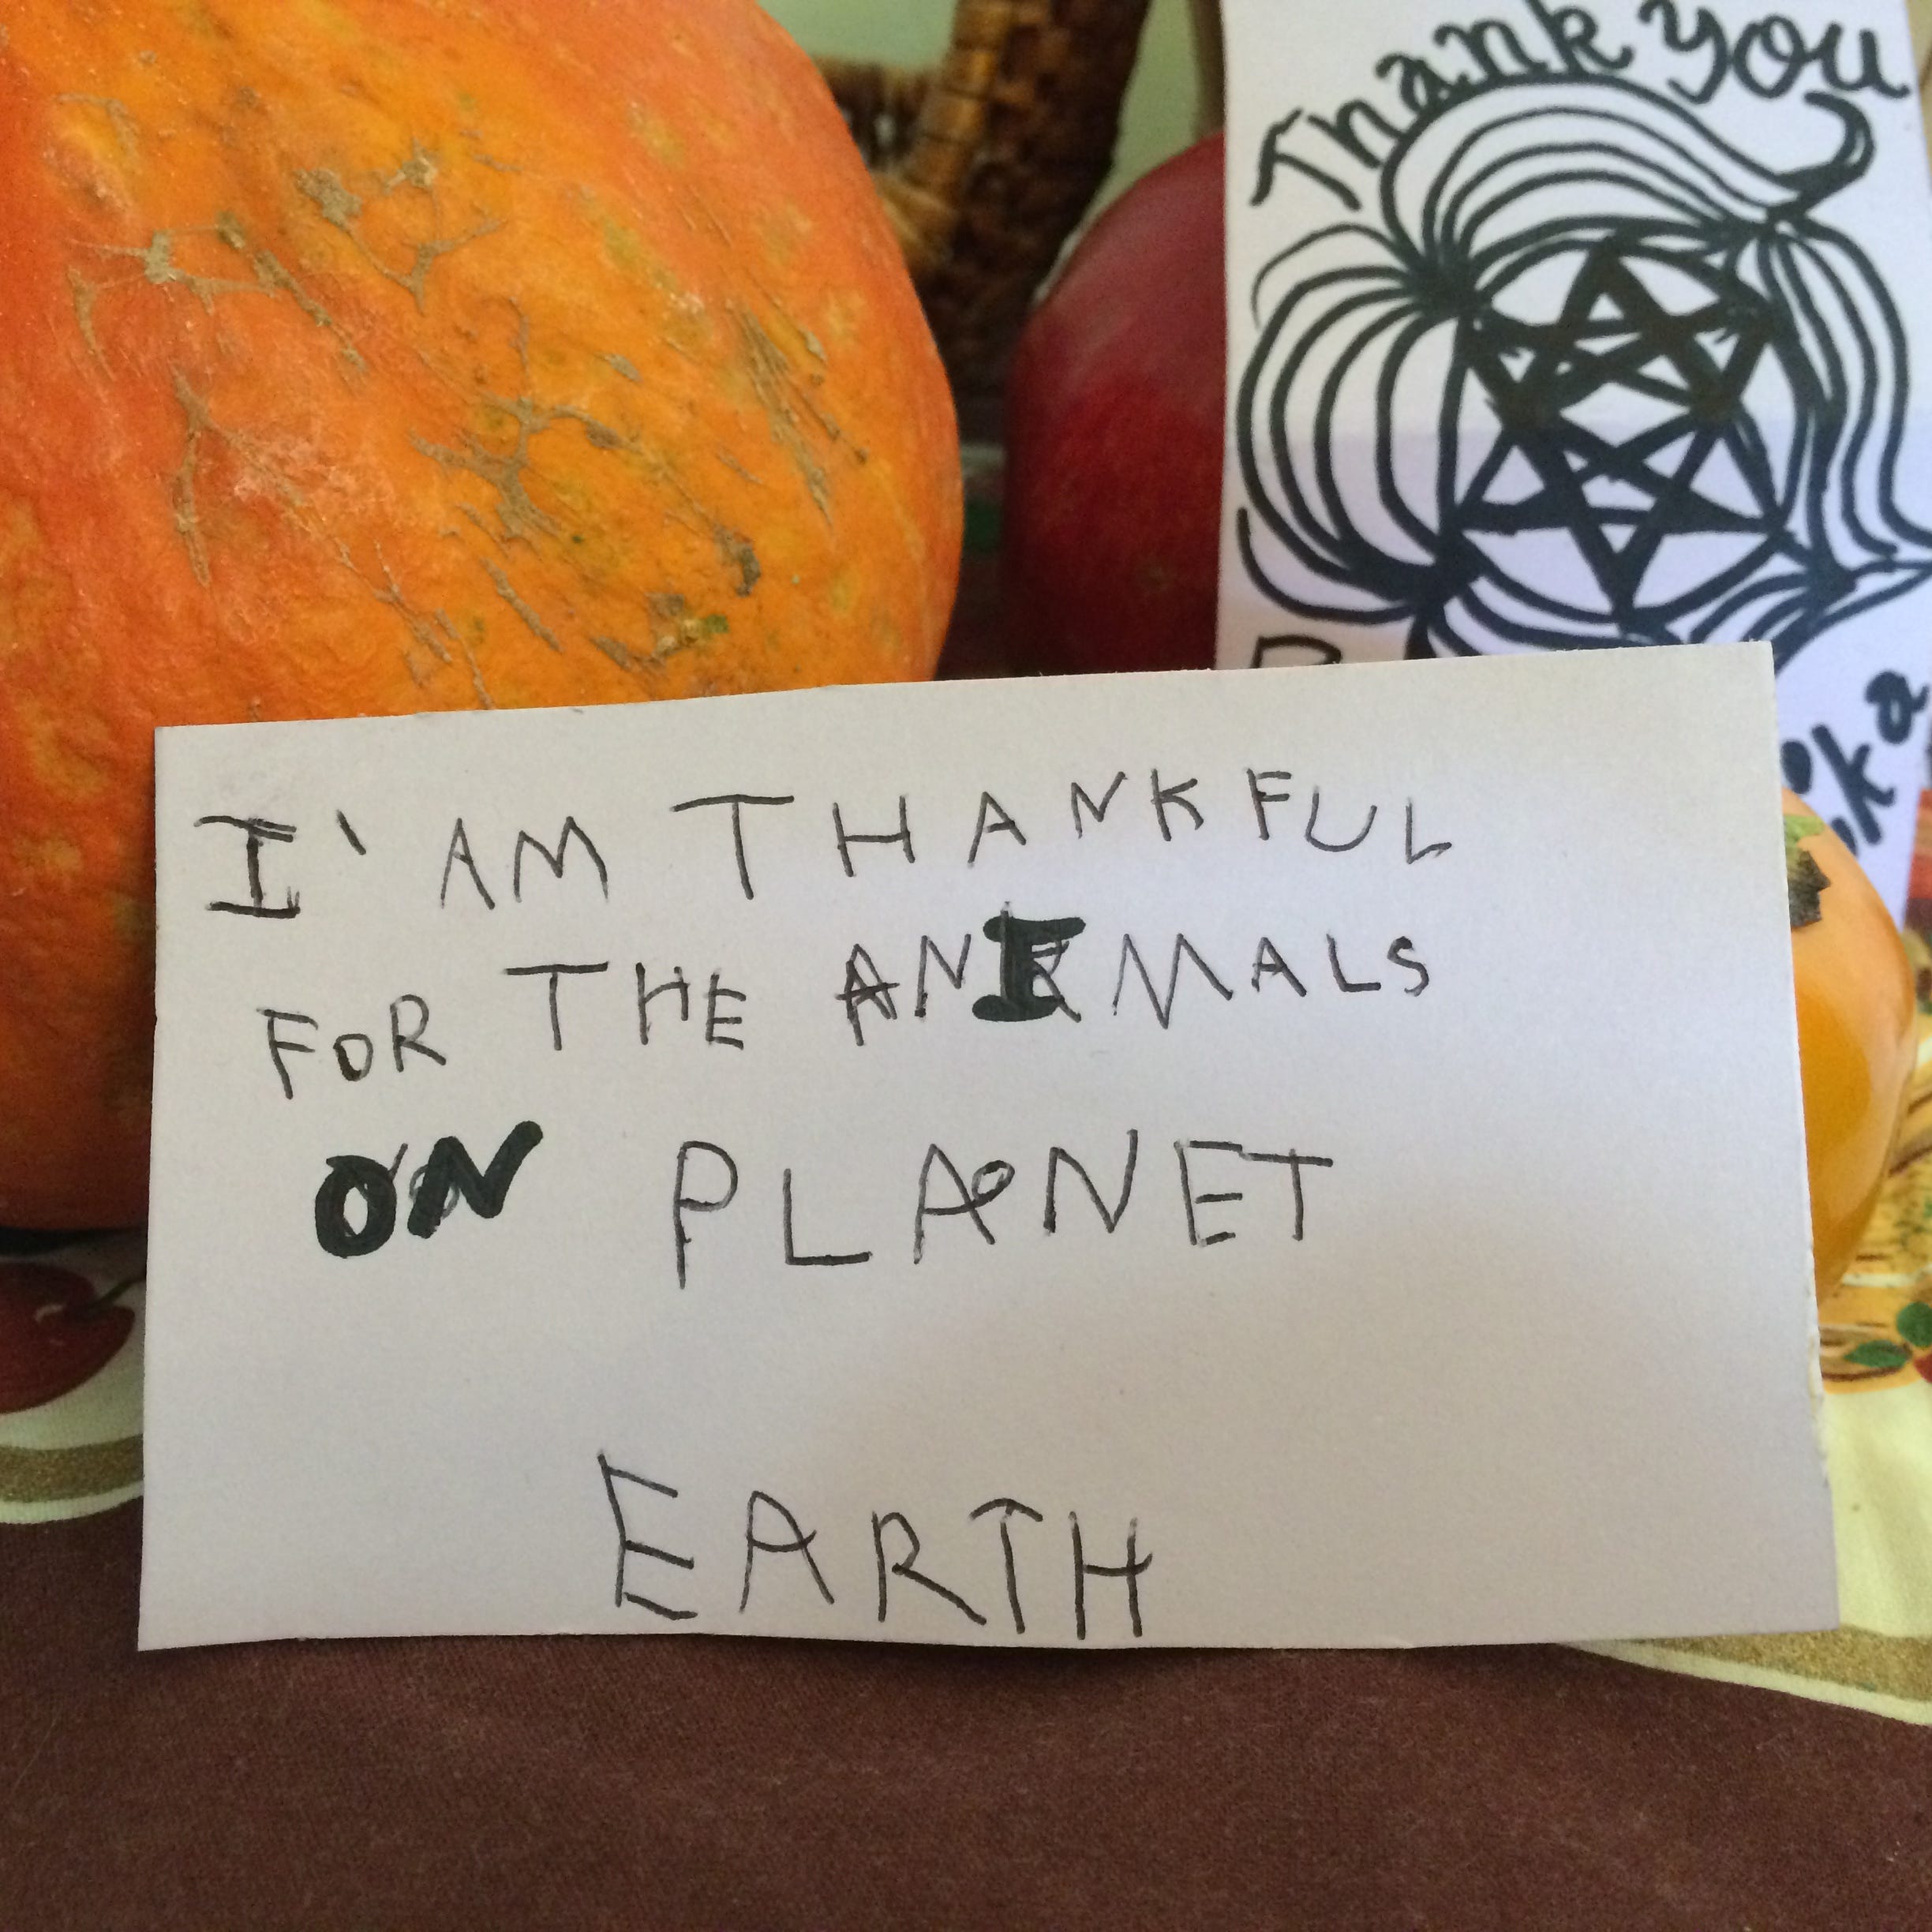 Thank you
I' AM THANKFUL
FOR THE ANIMALS
ON PLANET
EARTH